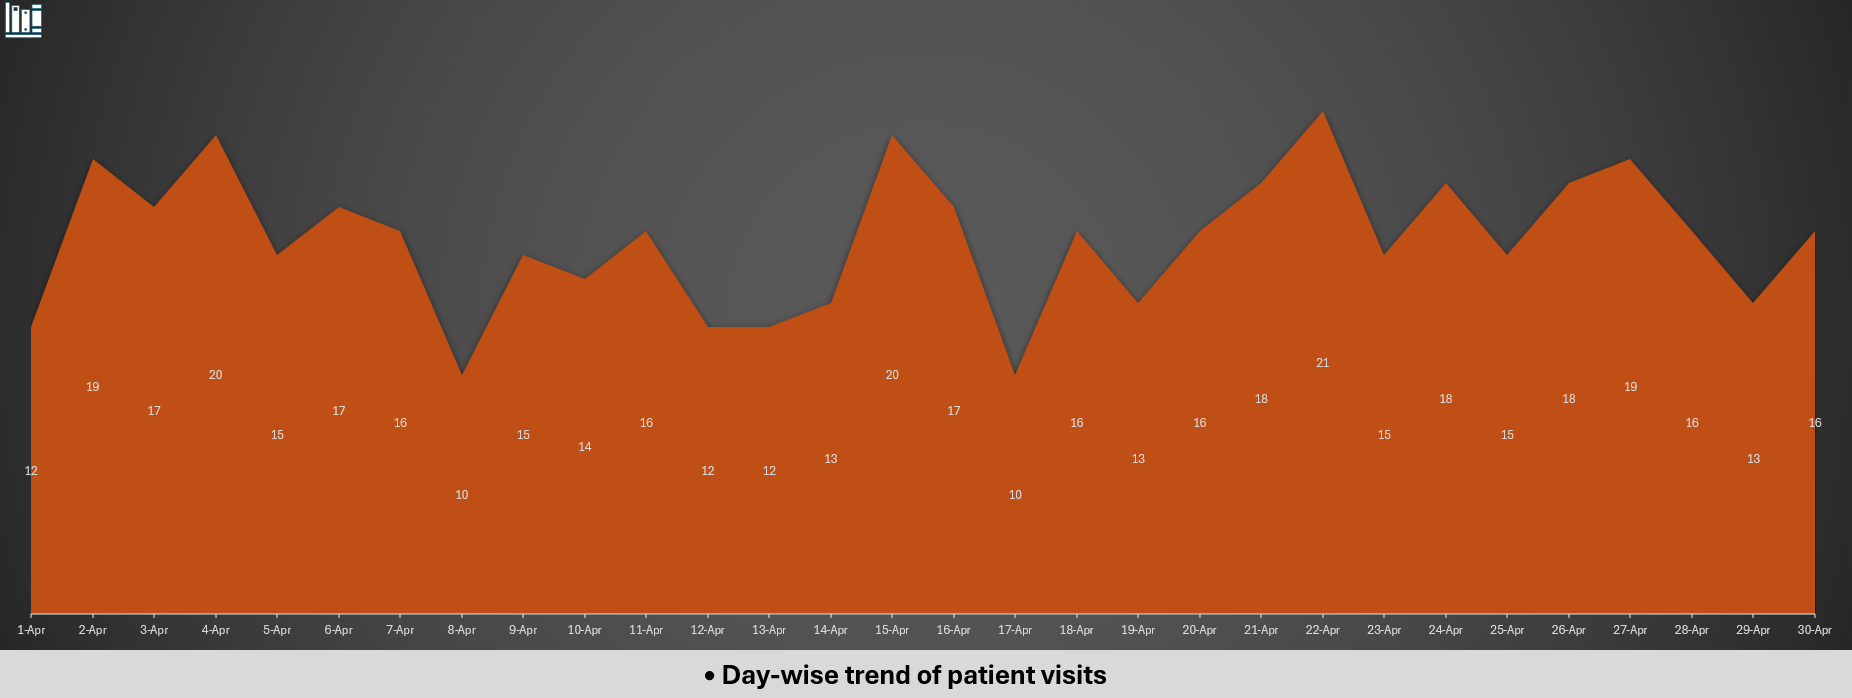 21
20 20
19 19
18 18 18
17 17 17
16 16 16 16 16 16
15 15 15 15
14
13 13 13
12 12 12
10 10
1-Apr 2-Apr 3-Apr 4-Apr 5-Apr 6-Apr 7-Apr 8-Apr 9-Apr 10-Apr 11-Apr 12-Apr 13-Apr 14-Apr 15-Apr 16-Apr 17-Apr 18-Apr 19-Apr 20-Apr 21-Apr 22-Apr 23-Apr 24-Apr 25-Apr 26-Apr 27-Apr 28-Apr 29-Apr 30-Apr
• Day-wise trend of patient visits